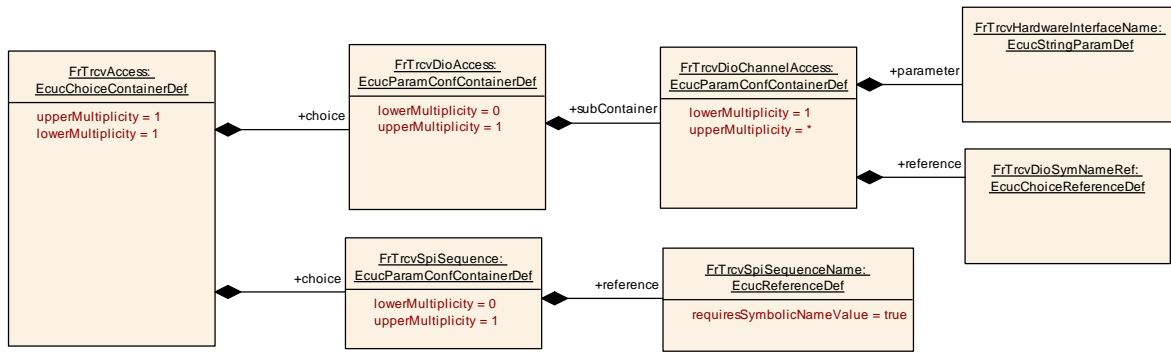 FrTrcvAccess:
EcucChoiceContainerDef
upperMultiplicity = 1
lowerMultiplicity = 1
+choice
FrTrcvDioAccess:
EcucParamConfContainerDef
lowerMultiplicity = 0
upperMultiplicity = 1
+subContainer
FrTrcvDioChannelAccess:
EcucParamConfContainerDef
lowerMultiplicity = 1
upperMultiplicity = *
+parameter
FrTrcvHardwareInterfaceName:
EcucStringParamDef
+reference
FrTrcvDioSymNameRef:
EcucChoiceReferenceDef
+choice
FrTrcvSpiSequence:
EcucParamConfContainerDef
lowerMultiplicity = 0
upperMultiplicity = 1
+reference
FrTrcvSpiSequenceName:
EcucReferenceDef
requiresSymbolicNameValue = true